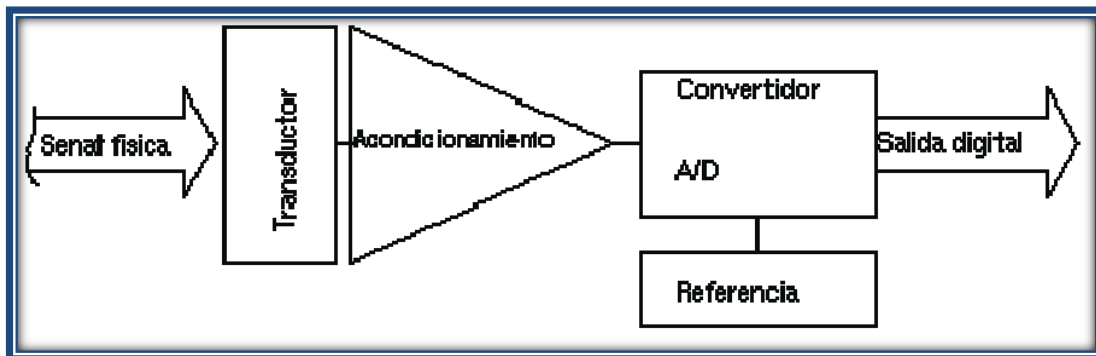 Senal fisica
Transductor
Acondicionamiento
Convertidor
A/D
Salida digital
Referencia